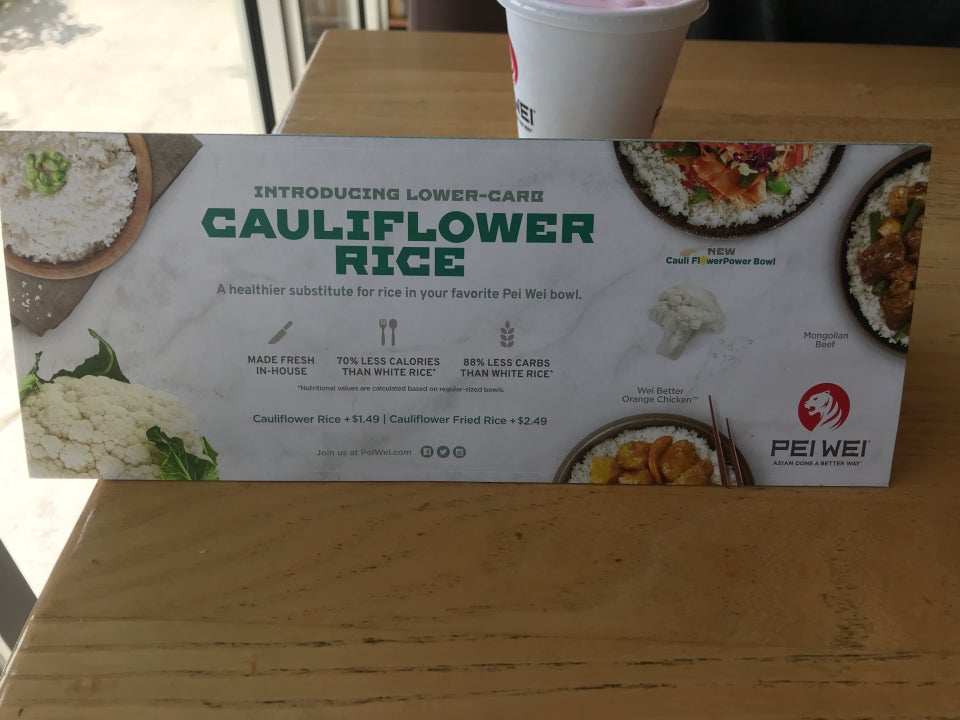 EI
INTRODUCING LOWER-CARB
CAULIFLOWER
RICE
A healthier substitute for rice in your favorite Pei Wei bowl.
MADE FRESH
IN-HOUSE
70% LESS CALORIES
THAN WHITE RICE*
88% LESS CARBS
THAN WHITE RICE*
*Nutritional values are calculated based on regular-sized bowls.
Cauliflower Rice +$1.49 | Cauliflower Fried Rice +$2.49
Join us at PeiWei.com
NEW
Cauli FlowerPower Bowl
Mongolian
Beef
Wei Better
Orange Chicken™
PEI WEI
ASIAN DONE A BETTER WAY™